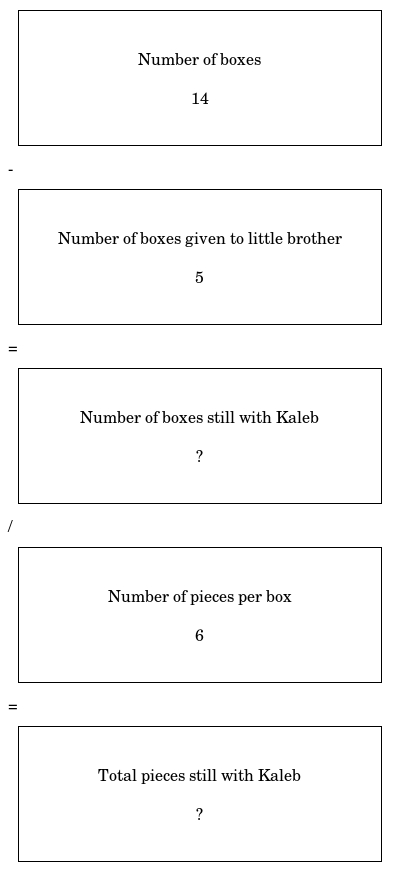 Number of boxes
14
-
Number of boxes given to little brother
5
=
Number of boxes still with Kaleb
?
/
Number of pieces per box
6
=
Total pieces still with Kaleb
?